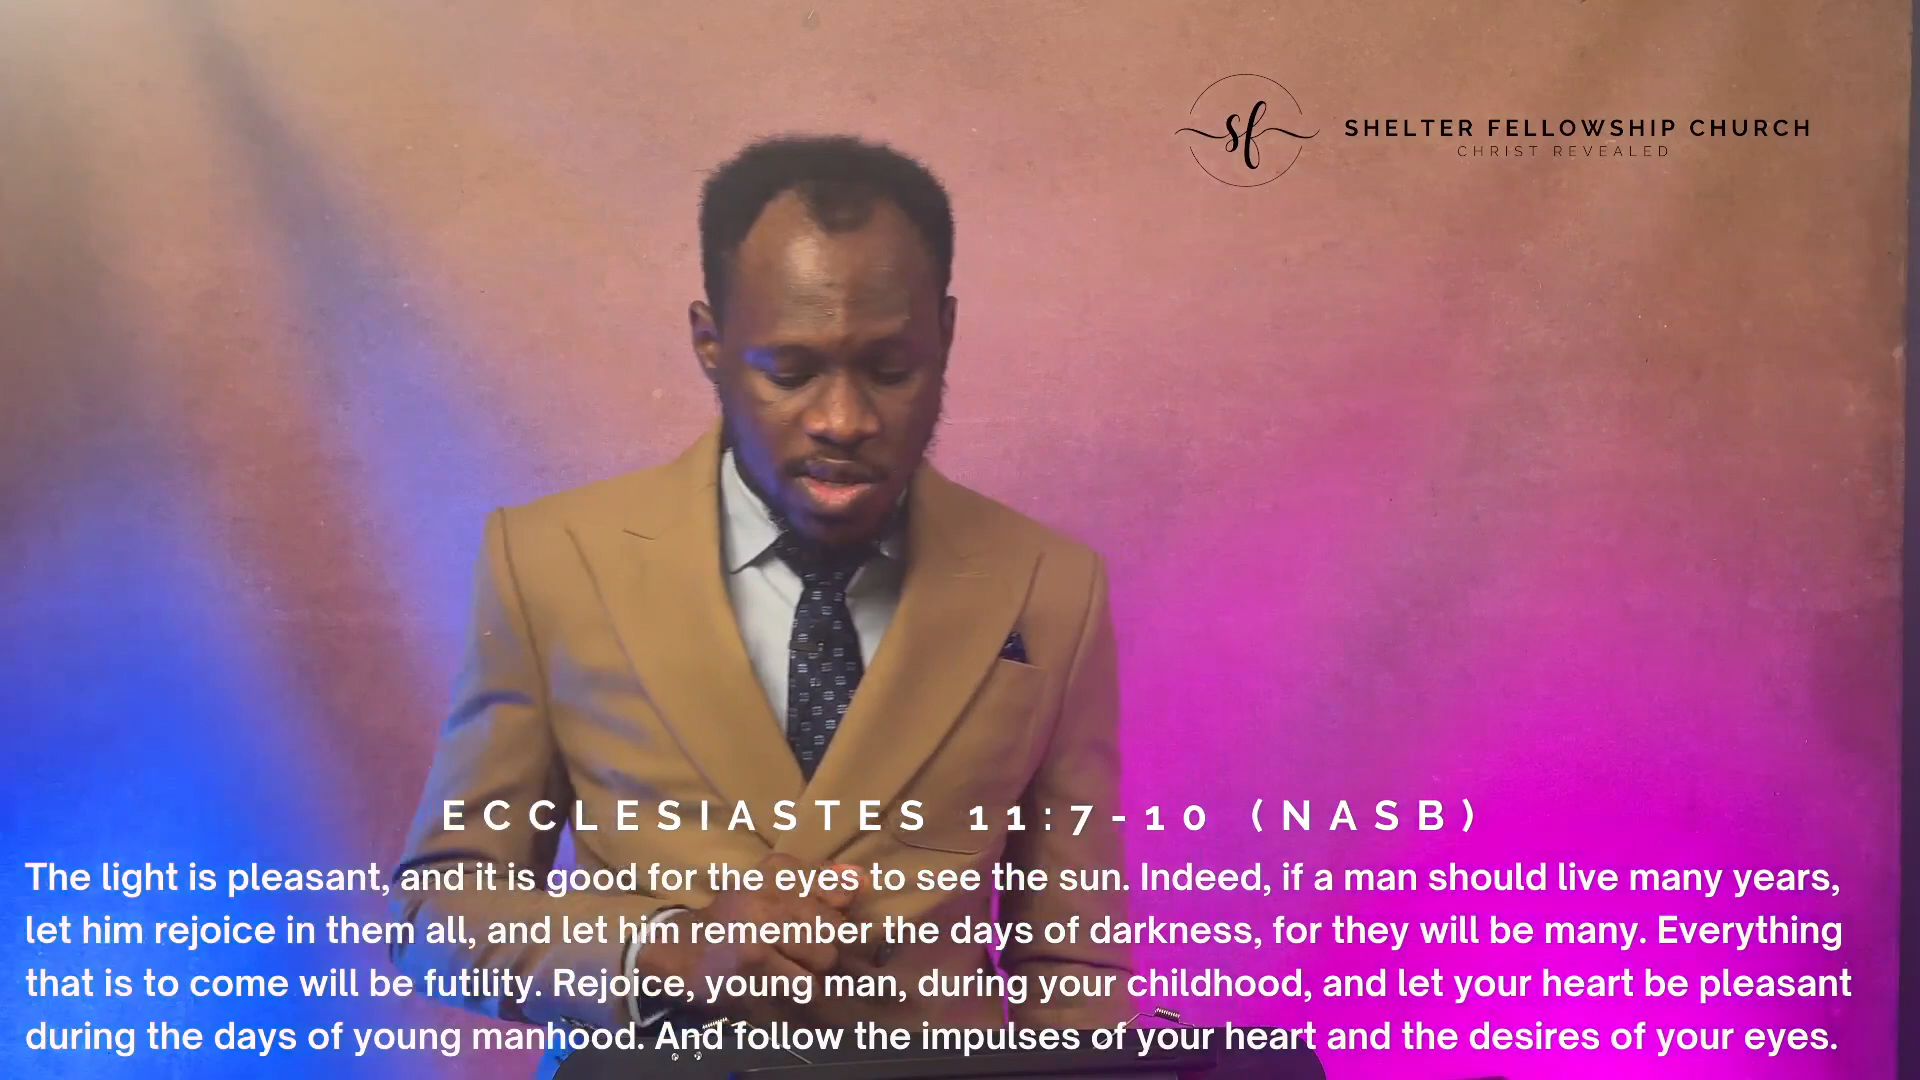 sf
SHELTER FELLOWSHIP CHURCH
CHRIST REVEALED
ECCLESIASTES 11:7-10 (NASB)
The light is pleasant, and it is good for the eyes to see the sun. Indeed, if a man should live many years,
let him rejoice in them all, and let him remember the days of darkness, for they will be many. Everything
that is to come will be futility. Rejoice, young man, during your childhood, and let your heart be pleasant
during the days of young manhood. And follow the impulses of your heart and the desires of your eyes.